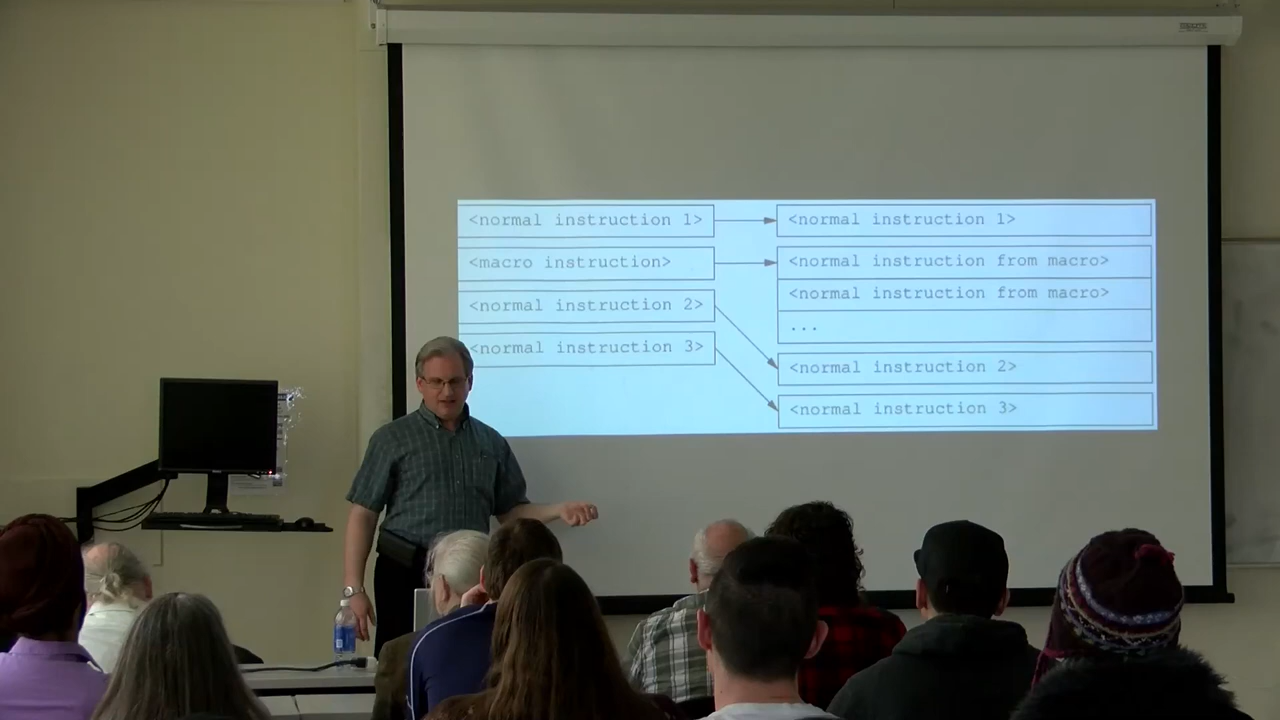 <normal instruction 1>
<macro instruction>
<normal instruction 2>
<normal instruction 3>
<normal instruction 1>
<normal instruction from macro>
<normal instruction from macro>
...
<normal instruction 2>
<normal instruction 3>